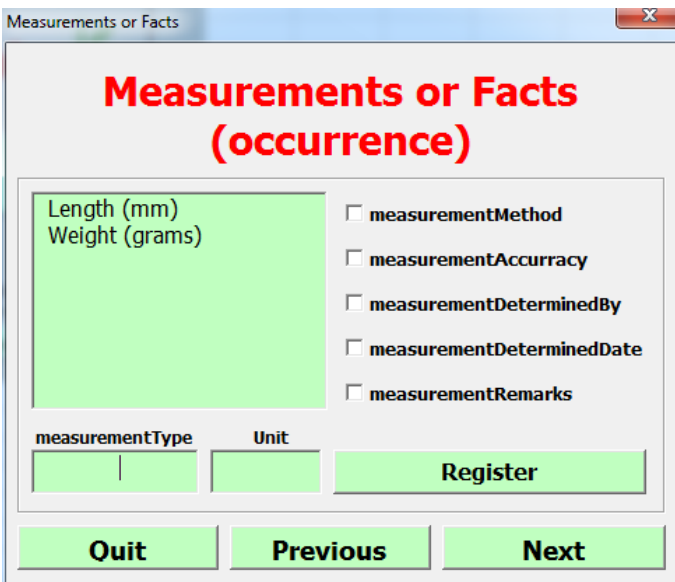 Measurements or Facts
x
Measurements or Facts
(occurrence)
Length (mm)
Weight (grams)
measurementMethod
measurementAccurracy
measurementDeterminedBy
measurementDeterminedDate
measurementRemarks
measurementType
Unit
Register
Quit
Previous
Next